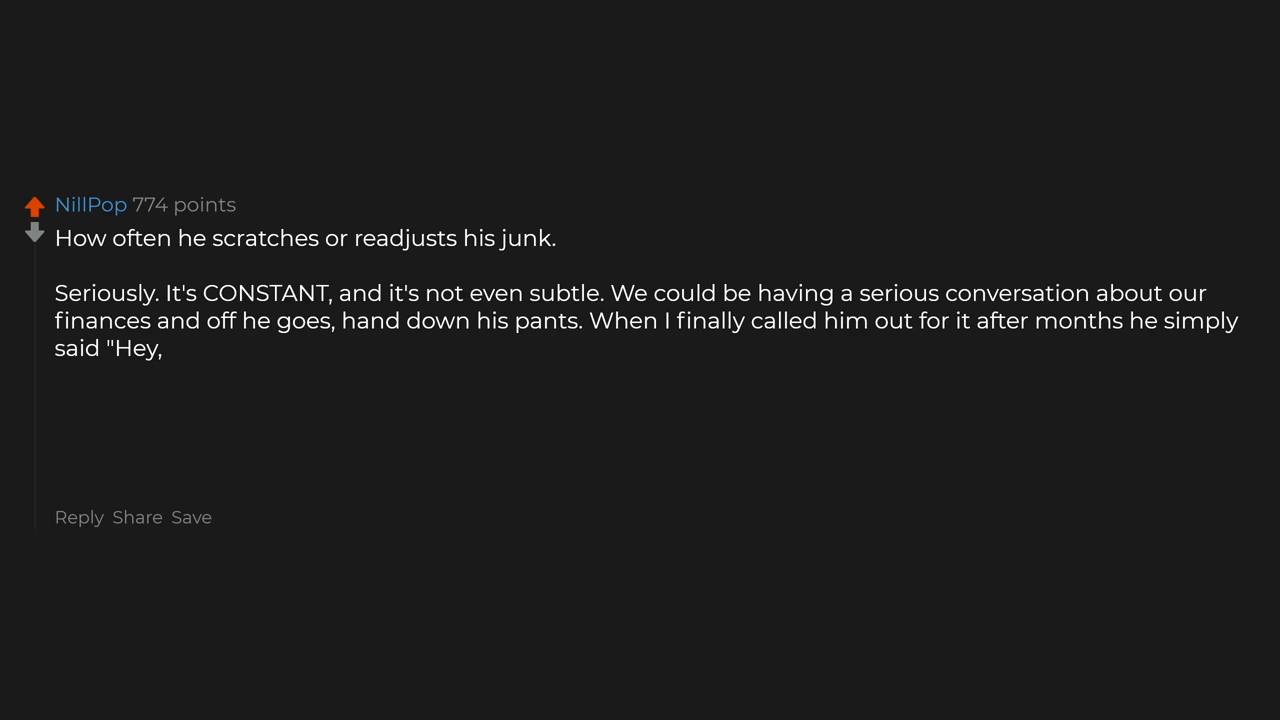 NillPop 774 points
How often he scratches or readjusts his junk.
Seriously. It's CONSTANT, and it's not even subtle. We could be having a serious conversation about our
finances and off he goes, hand down his pants. When I finally called him out for it after months he simply
said "Hey,
Reply Share Save